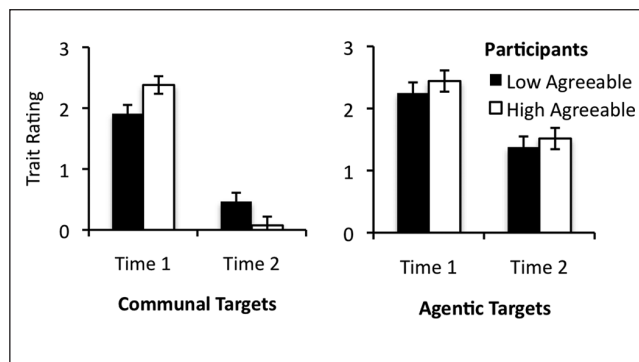 Trait Rating
3
2
1
0
Time 1
Time 2
Communal Targets
3
2
1
0
Time 1
Time 2
Agentic Targets
Participants
Low Agreeable
High Agreeable